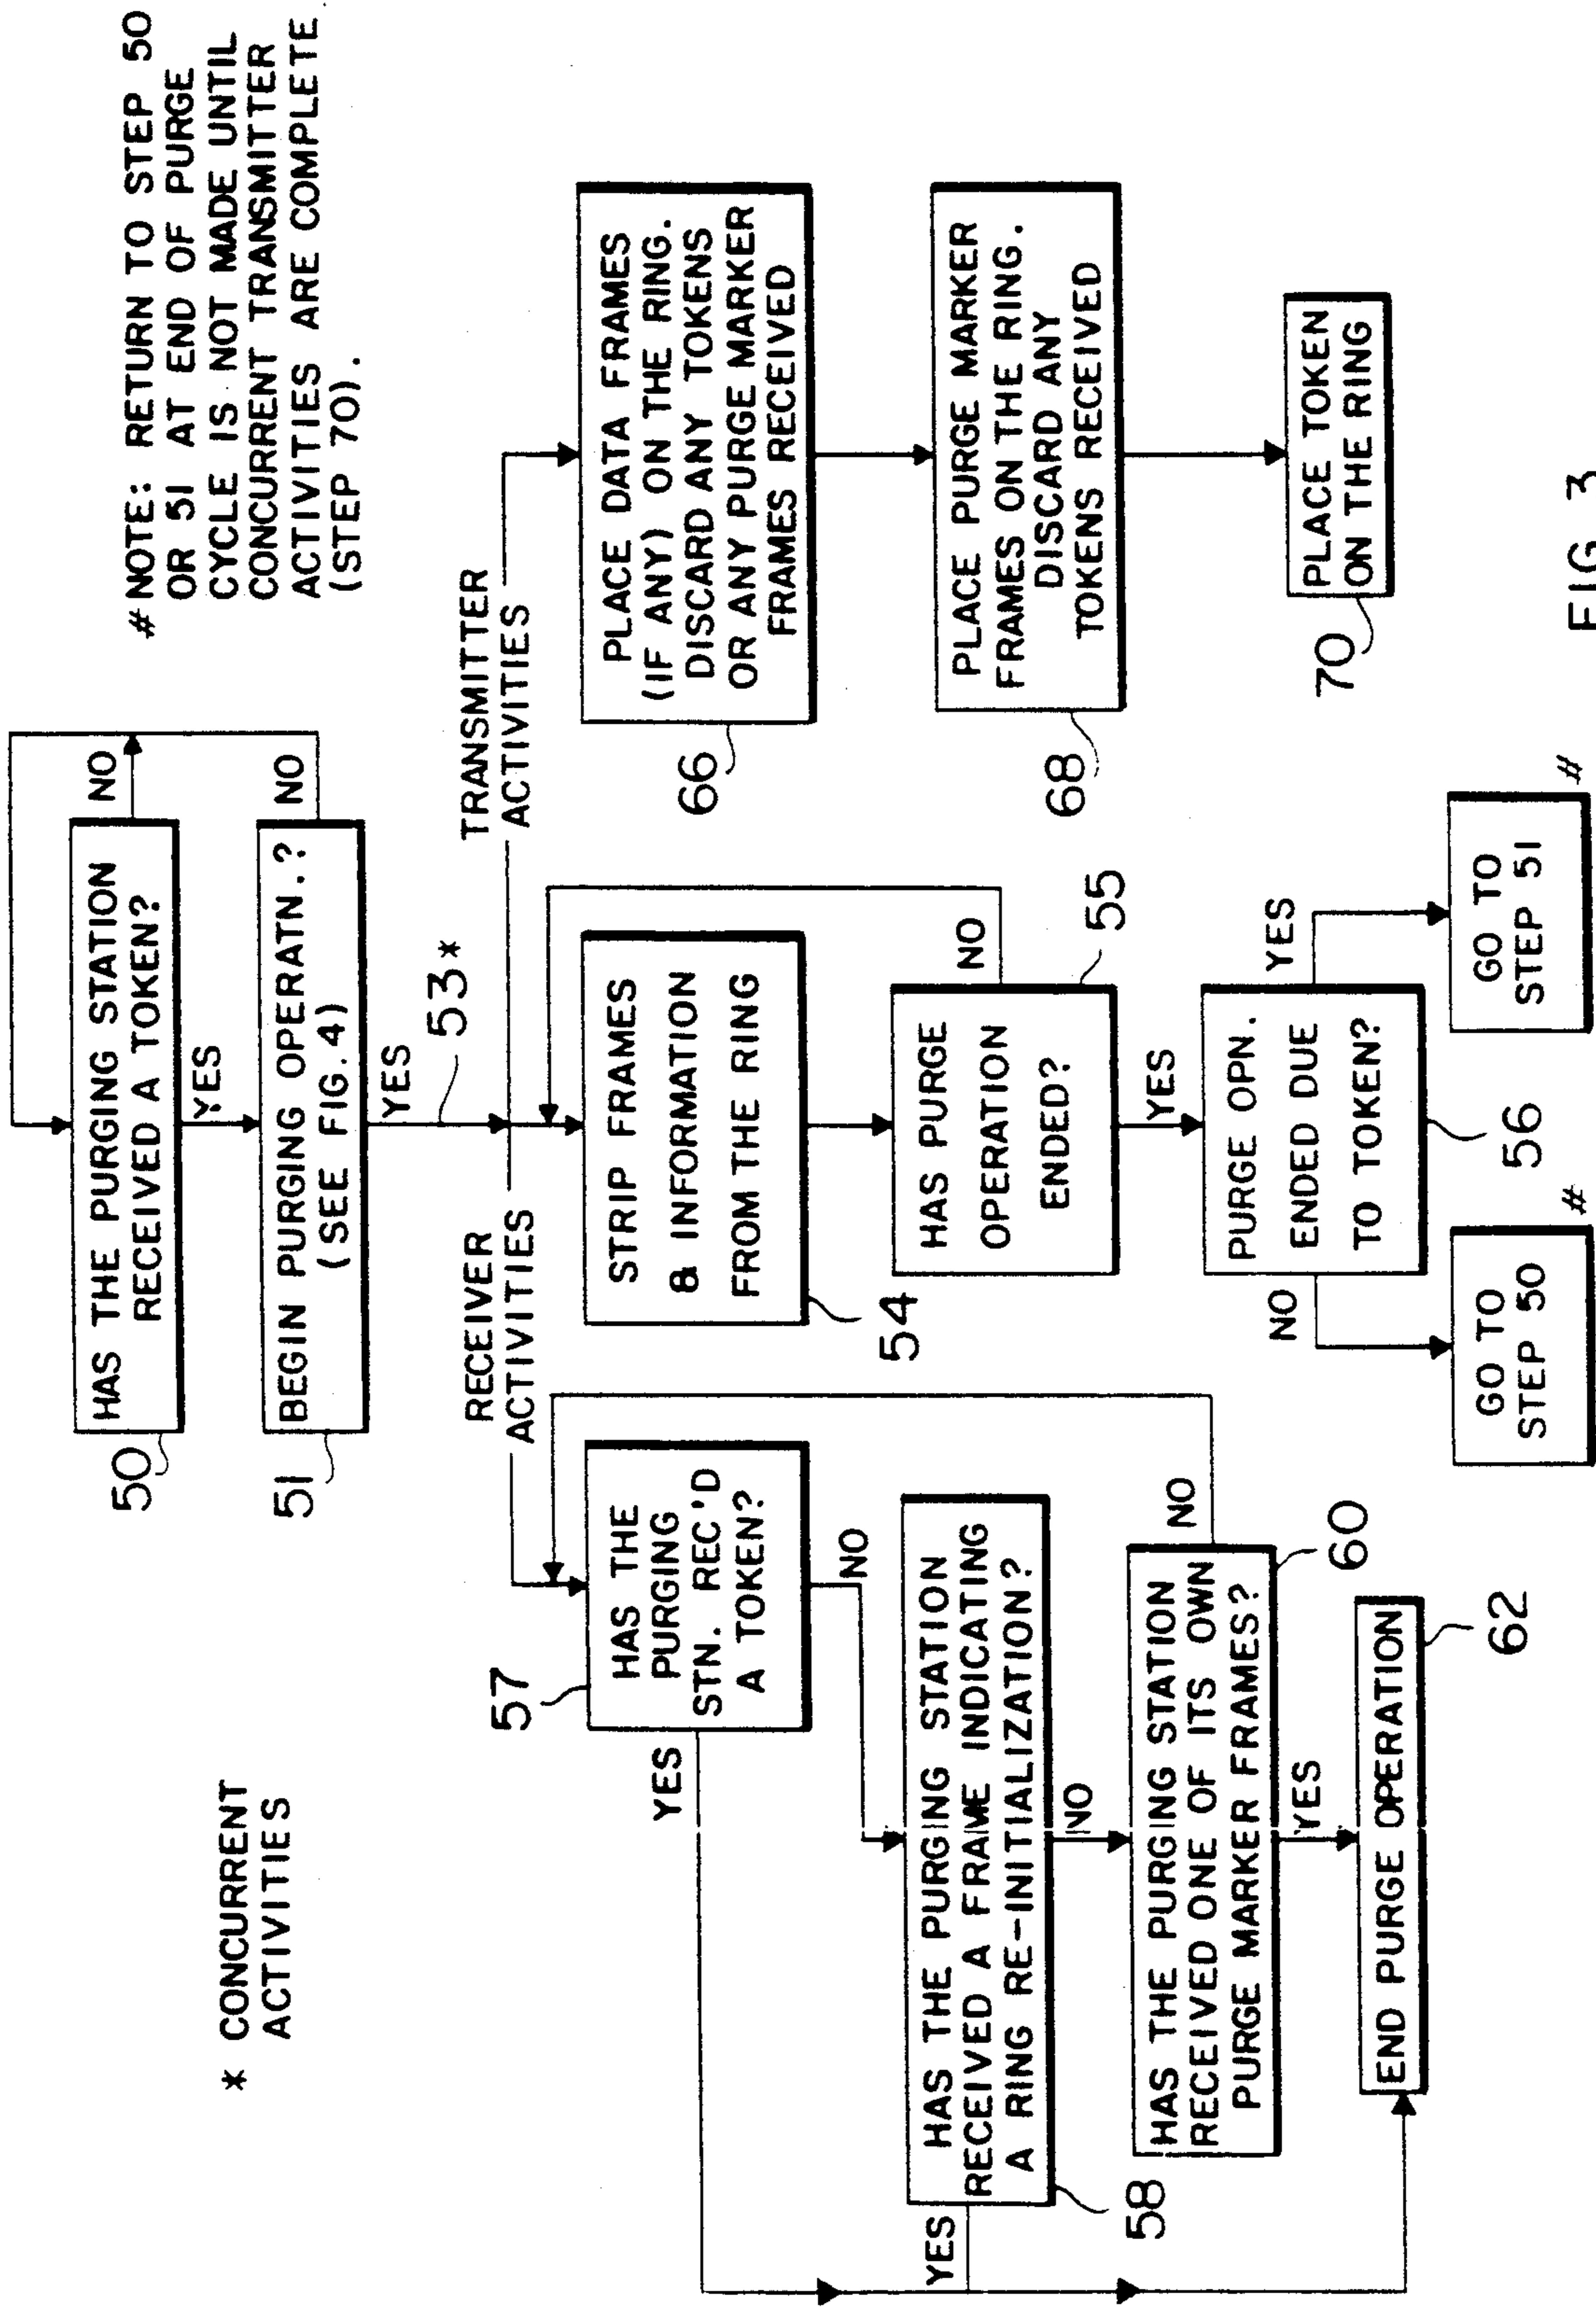 * CONCURRENT
ACTIVITIES
# NOTE: RETURN TO STEP 50
OR 51 AT END OF PURGE
CYCLE IS NOT MADE UNTIL
CONCURRENT TRANSMITTER
ACTIVITIES ARE COMPLETE
(STEP 70).
HAS THE PURGING STATION
RECEIVED A TOKEN?
50
NO
YES
BEGIN PURGING OPERATN.?
(SEE FIG. 4)
51
NO
YES
53*
RECEIVER
ACTIVITIES
TRANSMITTER
ACTIVITIES
HAS THE
PURGING
STN. REC'D
A TOKEN?
57
YES
NO
HAS THE PURGING STATION
RECEIVED A FRAME INDICATING
A RING RE-INITIALIZATION?
58
YES
NO
HAS THE PURGING STATION
RECEIVED ONE OF ITS OWN
PURGE MARKER FRAMES?
60
NO
YES
END PURGE OPERATION
62
STRIP FRAMES
& INFORMATION
FROM THE RING
54
HAS PURGE
OPERATION
ENDED?
55
NO
YES
PURGE OPN.
ENDED DUE
TO TOKEN?
56
NO
YES
GO TO
STEP 50
#
GO TO
STEP 51
#
PLACE DATA FRAMES
(IF ANY) ON THE RING.
DISCARD ANY TOKENS
OR ANY PURGE MARKER
FRAMES RECEIVED
66
PLACE PURGE MARKER
FRAMES ON THE RING.
DISCARD ANY
TOKENS RECEIVED
68
PLACE TOKEN
ON THE RING
70
FIG. 3